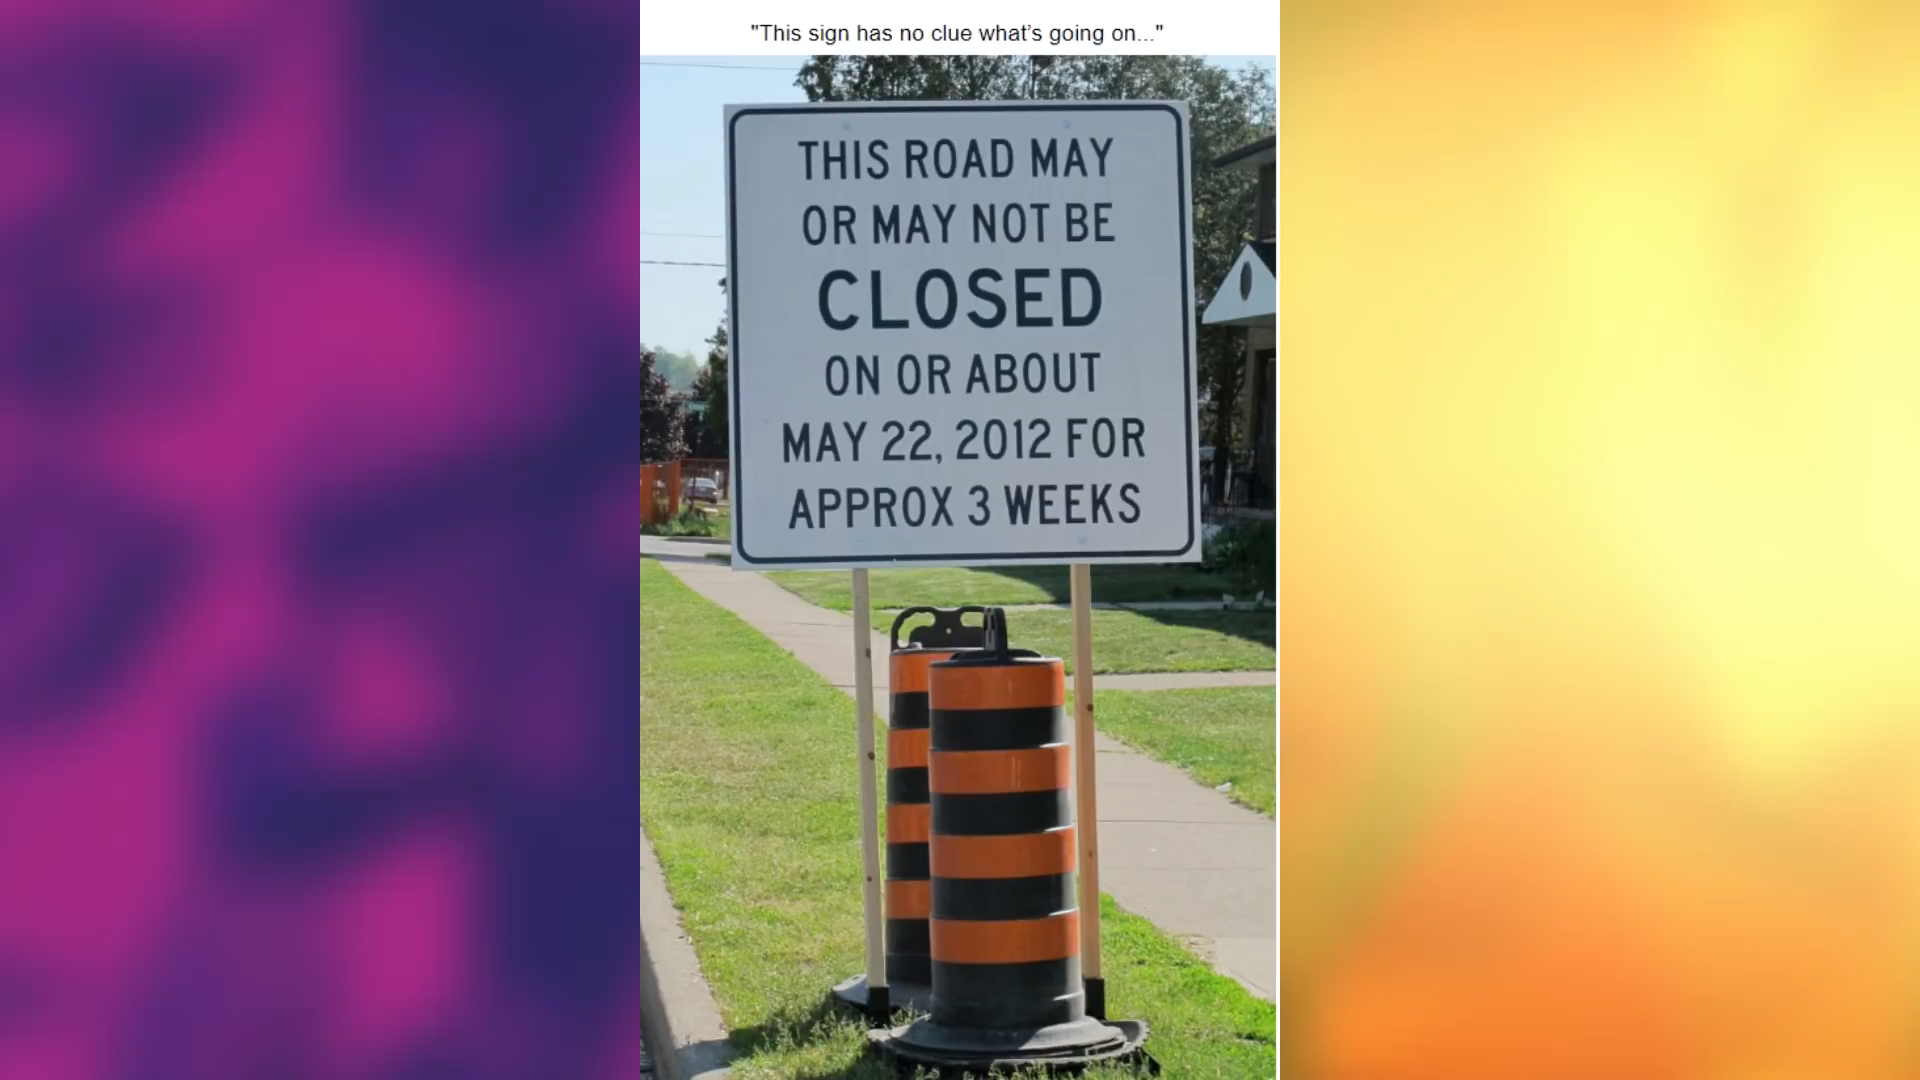 "This sign has no clue what’s going on..."
THIS ROAD MAY
OR MAY NOT BE
CLOSED
ON OR ABOUT
MAY 22, 2012 FOR
APPROX 3 WEEKS